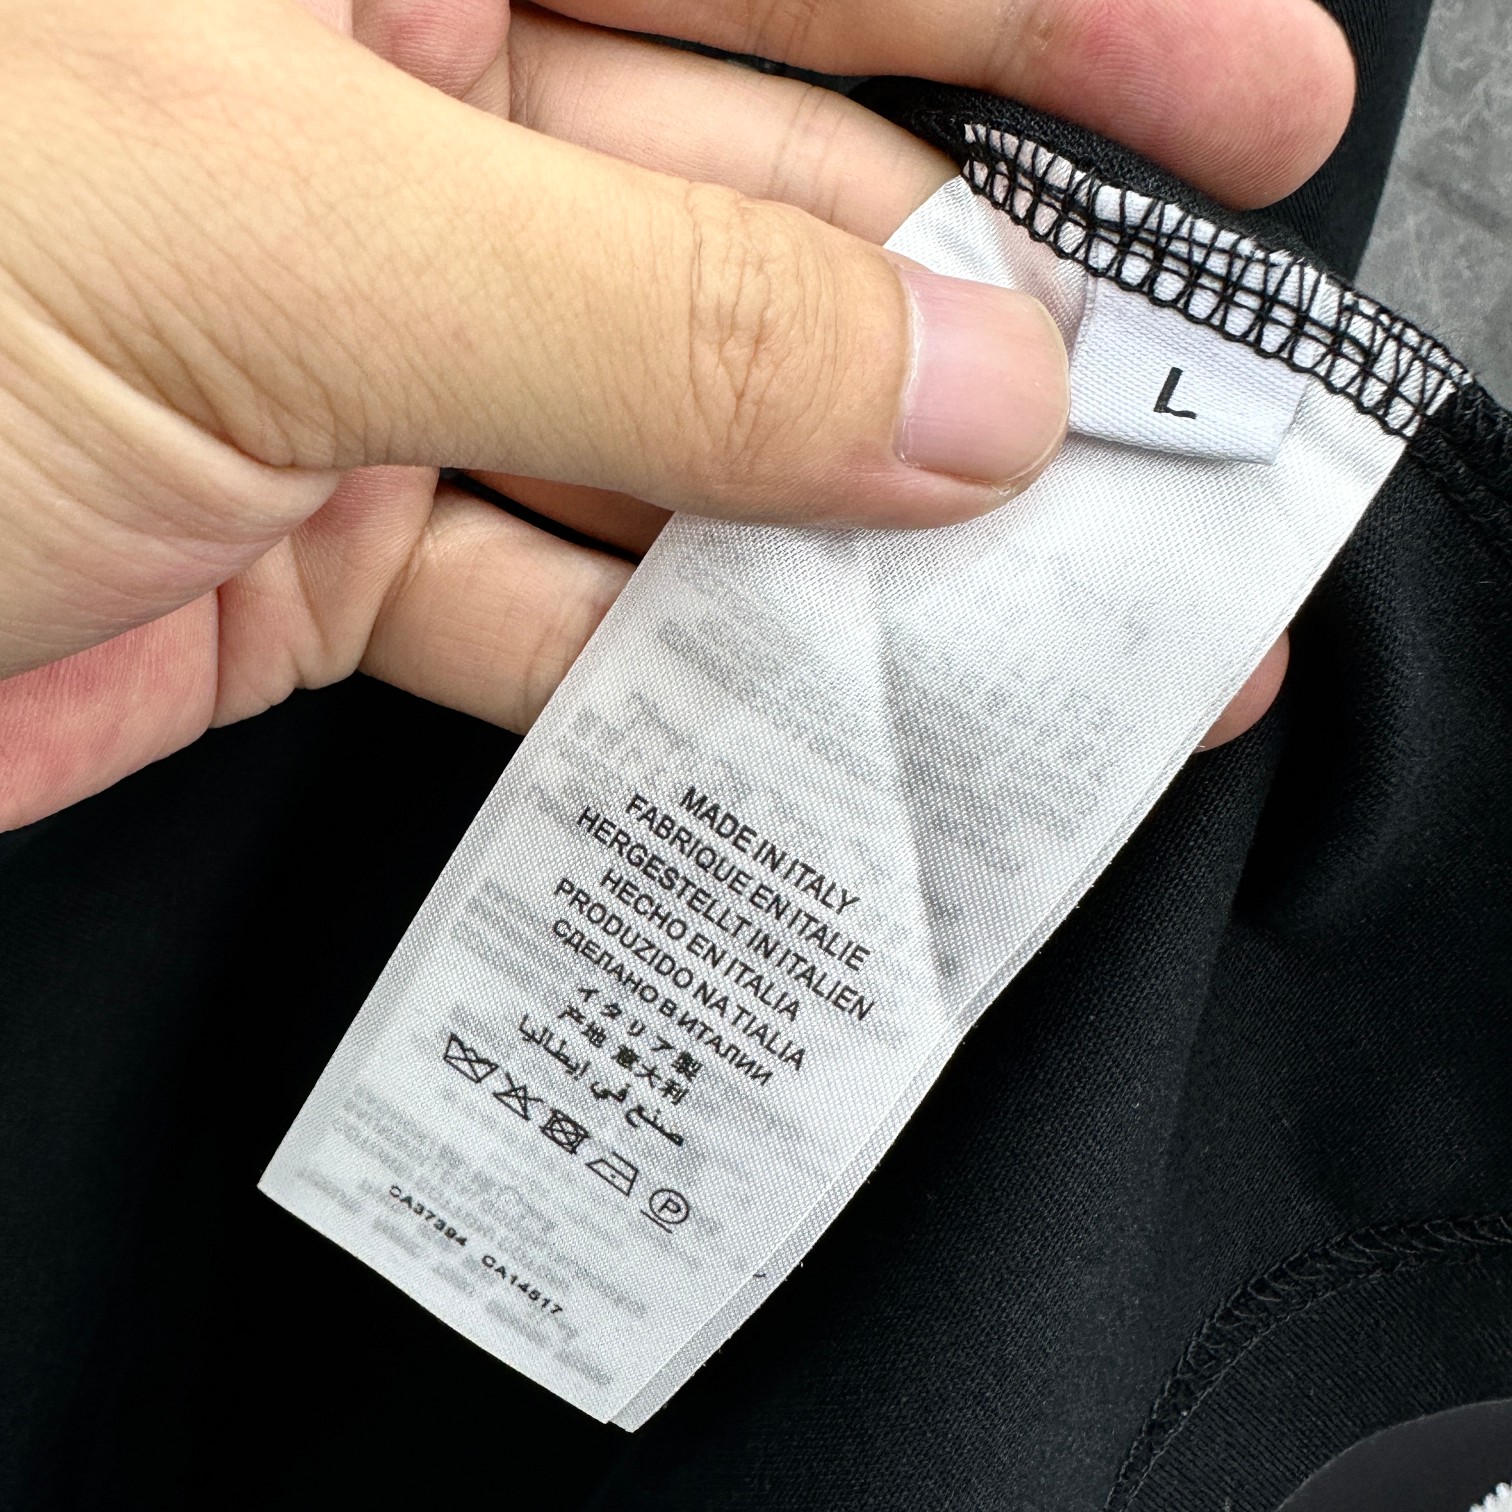 L
MADE IN ITALY
FABRIQUE EN ITALIE
HERGESTELLT IN ITALIEN
HECHO EN ITALIA
PRODUZIDO NA TIALIA
СДЕЛАНО В ИТАЛИИ
イタリア製
产地 意大利
صنع في إيطاليا
P
CA37394 CA14517